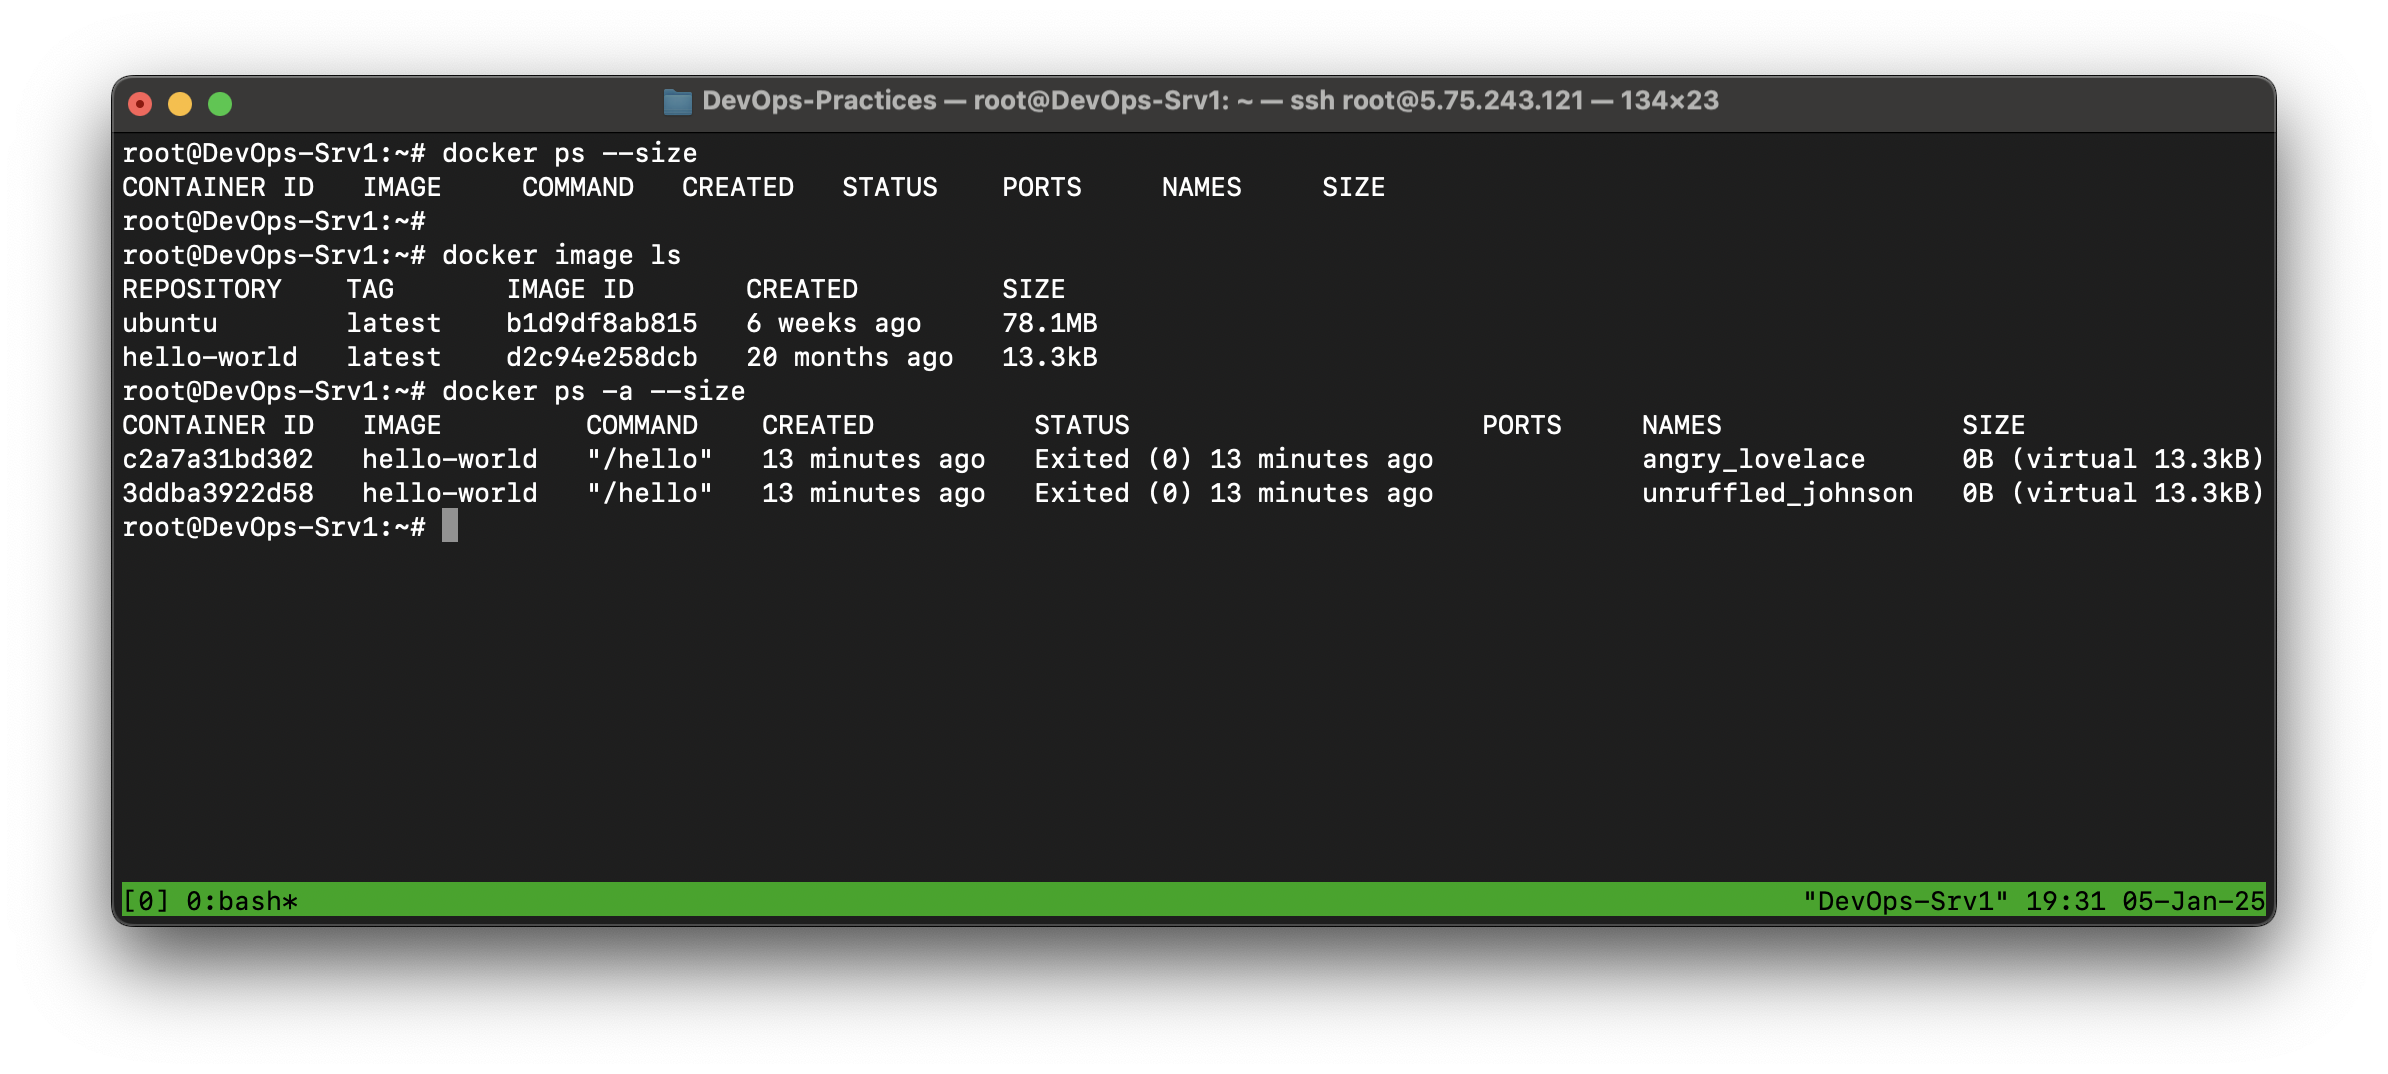 DevOps-Practices — root@DevOps-Srv1: ~ — ssh root@5.75.243.121 — 134×23
root@DevOps-Srv1:~# docker ps --size
CONTAINER ID   IMAGE     COMMAND   CREATED   STATUS    PORTS     NAMES     SIZE
root@DevOps-Srv1:~#
root@DevOps-Srv1:~# docker image ls
REPOSITORY    TAG       IMAGE ID       CREATED         SIZE
ubuntu        latest    b1d9df8ab815   6 weeks ago     78.1MB
hello-world   latest    d2c94e258dcb   20 months ago   13.3kB
root@DevOps-Srv1:~# docker ps -a --size
CONTAINER ID   IMAGE         COMMAND    CREATED          STATUS                      PORTS     NAMES               SIZE
c2a7a31bd302   hello-world   "/hello"   13 minutes ago   Exited (0) 13 minutes ago             angry_lovelace      0B (virtual 13.3kB)
3ddba3922d58   hello-world   "/hello"   13 minutes ago   Exited (0) 13 minutes ago             unruffled_johnson   0B (virtual 13.3kB)
root@DevOps-Srv1:~#
[0] 0:bash* "DevOps-Srv1" 19:31 05-Jan-25